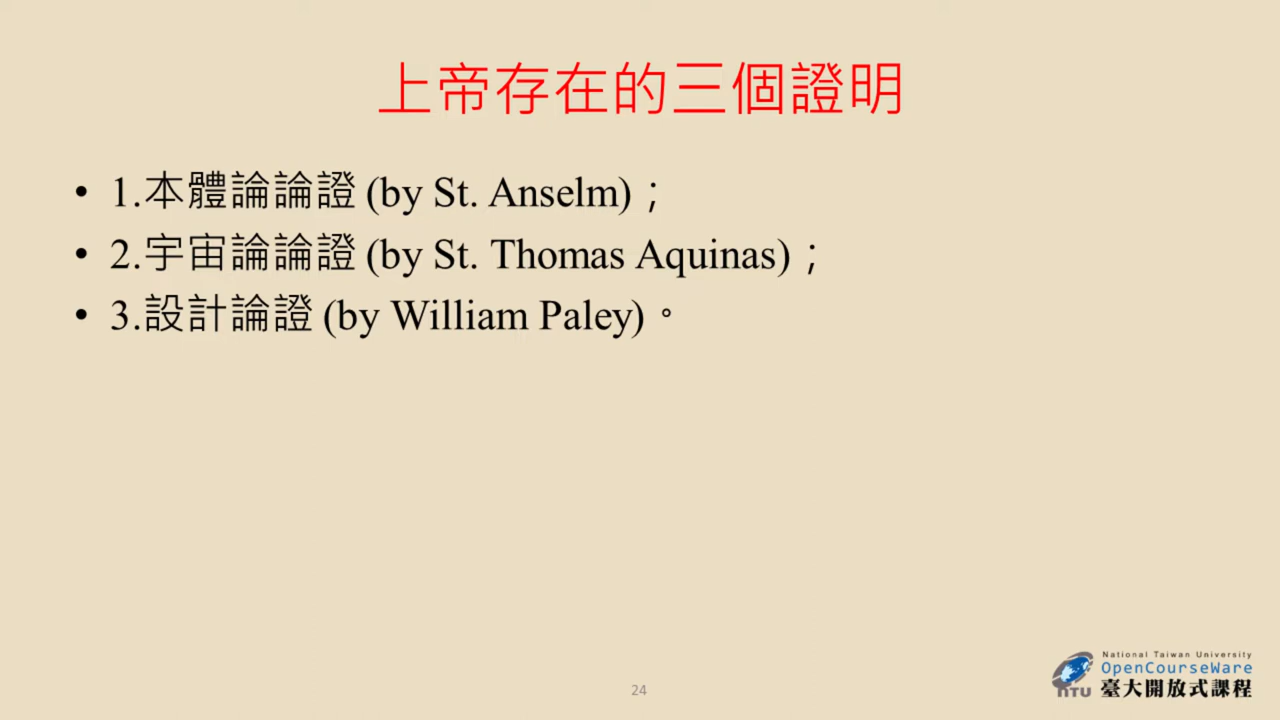 上帝存在的三個證明
• 1.本體論論證 (by St. Anselm)；
• 2.宇宙論論證 (by St. Thomas Aquinas)；
• 3.設計論證 (by William Paley)。
24
National Taiwan University
OpenCourseWare
NTU 臺大開放式課程